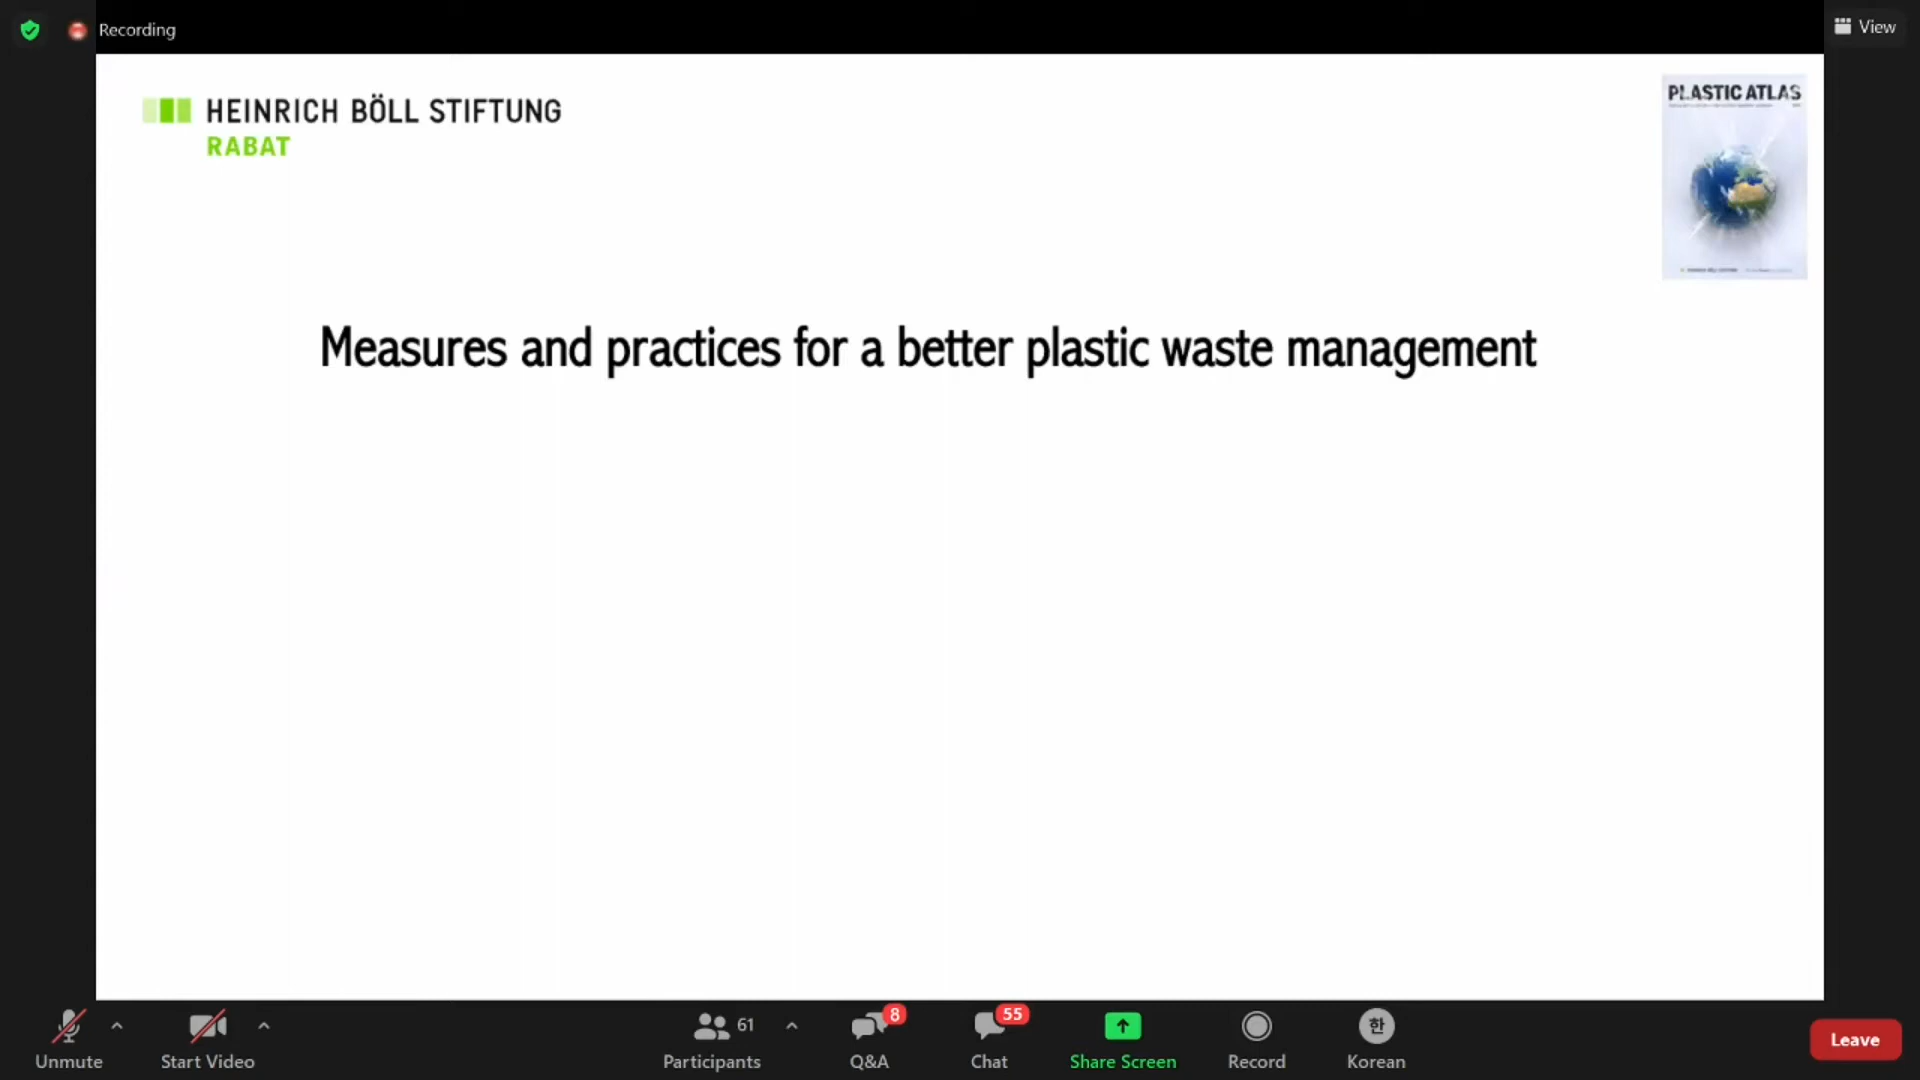 Recording
View
HEINRICH BÖLL STIFTUNG
RABAT
PLASTIC ATLAS
Measures and practices for a better plastic waste management
61
8
55
한
Unmute
Start Video
Participants
Q&A
Chat
Share Screen
Record
Korean
Leave